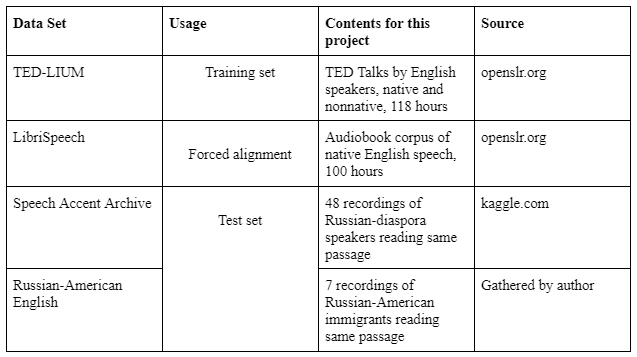 Data Set Usage Contents for this Source
project
TED-LIUM Training set TED Talks by English openslr.org
speakers, native and
nonnative, 118 hours
LibriSpeech Forced alignment Audiobook corpus of openslr.org
native English speech,
100 hours
Speech Accent Archive Test set 48 recordings of kaggle.com
Russian-diaspora
speakers reading same
passage
Russian-American 7 recordings of Gathered by author
English Russian-American
immigrants reading
same passage